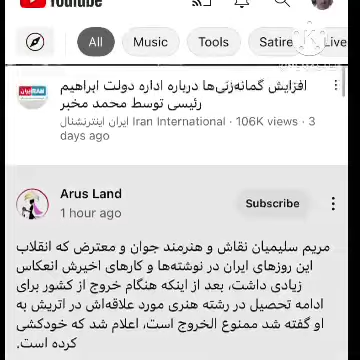 YouTube
All
Music
Tools
Satire
Live
افزایش گمانه‌زنی‌ها درباره اداره دولت ابراهیم
رئیسی توسط محمد مخبر
ایران اینترنشنال Iran International · 106K views · 3
days ago
Arus Land
1 hour ago
Subscribe
مریم سلیمیان نقاش و هنرمند جوان و معترض که انقلاب
این روزهای ایران در نوشته‌ها و کارهای اخیرش انعکاس
زیادی داشت، بعد از اینکه هنگام خروج از کشور برای
ادامه تحصیل در رشته هنری مورد علاقه‌اش در اتریش به
او گفته شد ممنوع الخروج است، اعلام شد که خودکشی
کرده است.